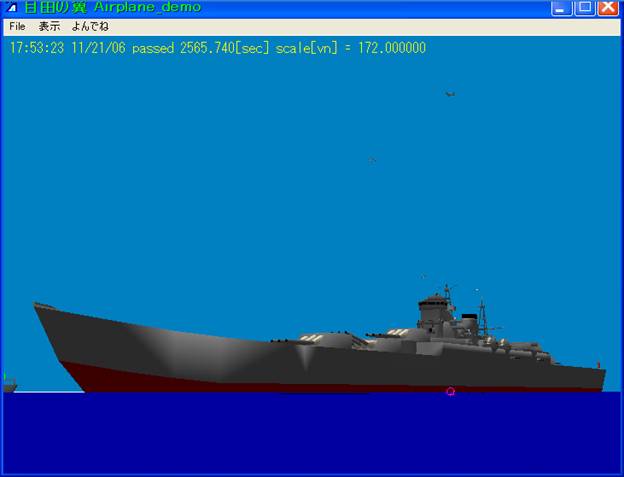 自由の翼 Airplane_demo
File 表示 よんでね
17:53:23 11/21/06 passed 2565.740[sec] scale[vn] = 172.000000